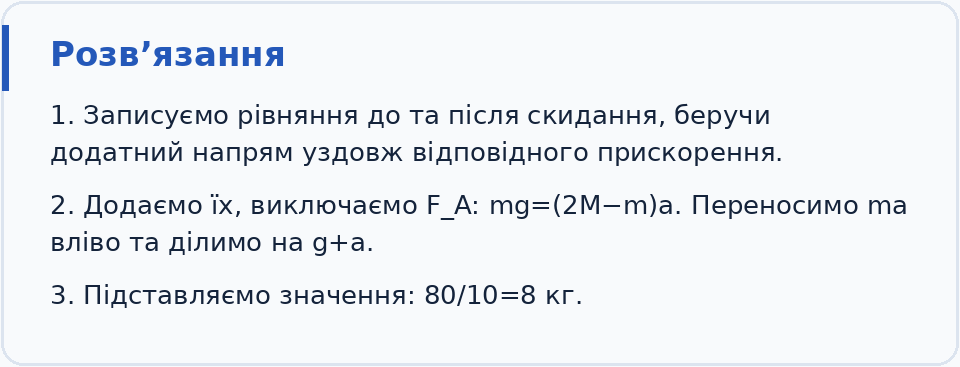 Розв’язання
1. Записуємо рівняння до та після скидання, беручи
додатний напрям уздовж відповідного прискорення.
2. Додаємо їх, виключаємо F_A: mg=(2M−m)a. Переносимо ma
вліво та ділимо на g+a.
3. Підставляємо значення: 80/10=8 кг.